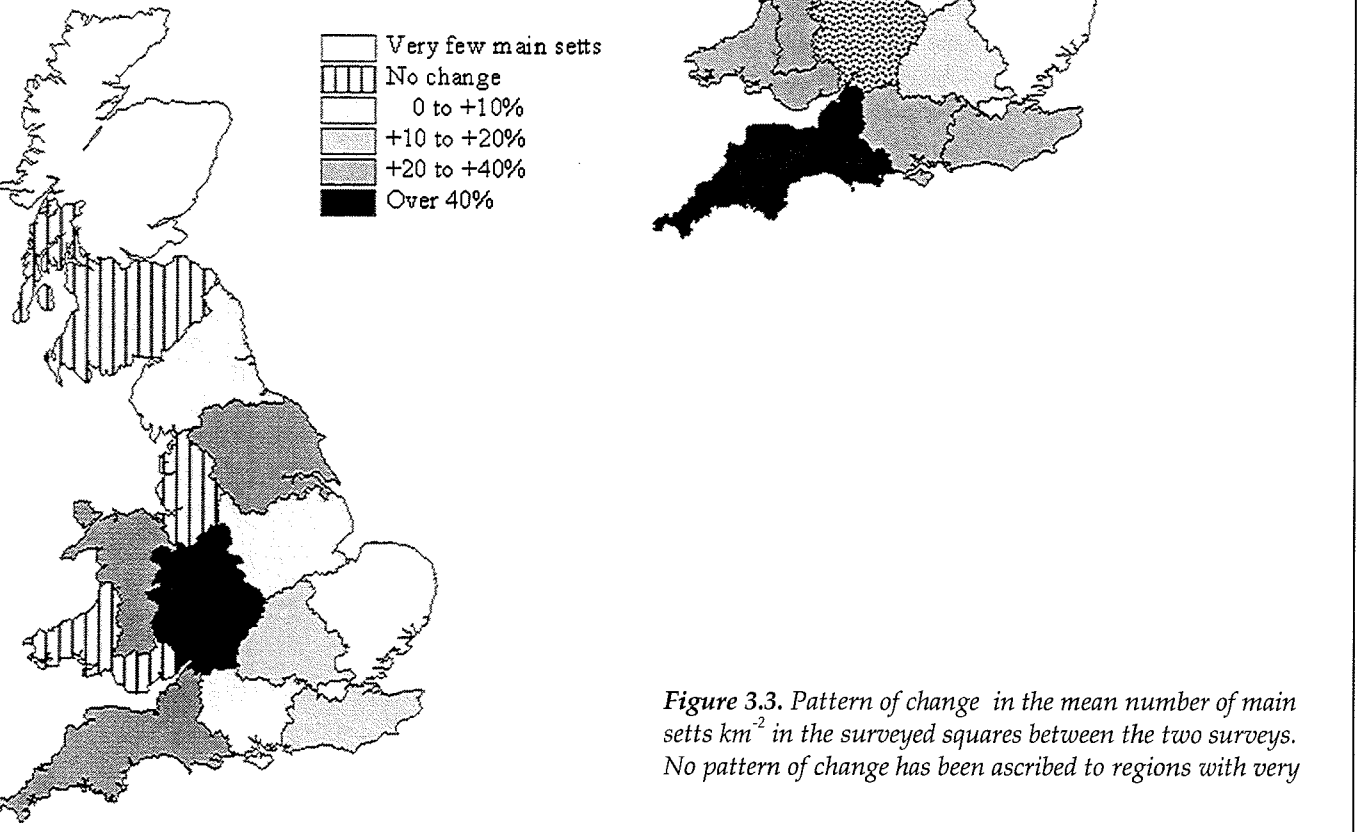 Very few main setts
No change
0 to +10%
+10 to +20%
+20 to +40%
Over 40%
Figure 3.3. Pattern of change in the mean number of main
setts km-2 in the surveyed squares between the two surveys.
No pattern of change has been ascribed to regions with very